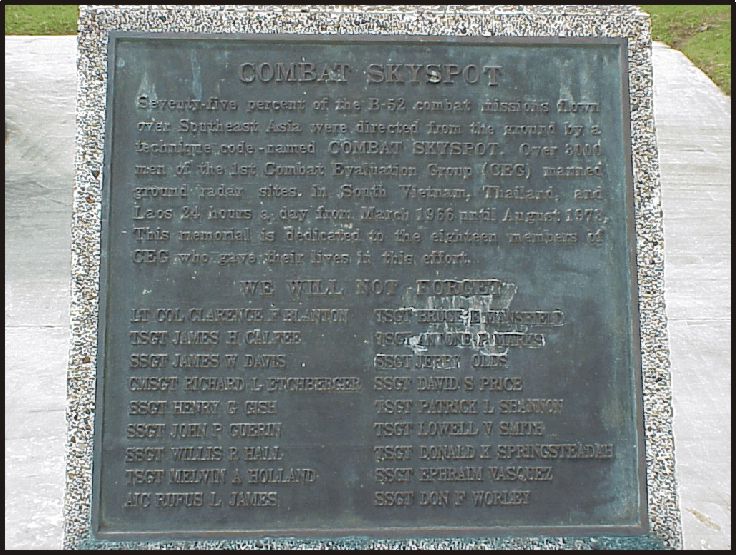 COMBAT SKYSPOT
Seventy-five percent of the B-52 combat missions flown
over Southeast Asia were directed from the ground by a
technique code-named COMBAT SKYSPOT. Over 3000
men of the 1st Combat Evaluation Group (CEG) manned
ground radar sites in South Vietnam, Thailand, and
Laos 24 hours a day from March 1966 until August 1973.
This memorial is dedicated to the eighteen members of
CEG who gave their lives in this effort.
WE WILL NOT FORGET
LT COL CLARENCE F BLANTON TSGT BRUCE E MANSFIELD
TSGT JAMES H CALFEE TSGT ANTONE P MARKS
SSGT JAMES W DAVIS SSGT JERRY OLDS
CMSGT RICHARD L ETCHBERGER SSGT DAVID S PRICE
SSGT HENRY G GISH TSGT PATRICK L SHANNON
SSGT JOHN P GUERIN TSGT LOWELL V SMITH
SSGT WILLIS R HALL TSGT DONALD K SPRINGSTEADAH
TSGT MELVIN A HOLLAND SSGT EPHRAIM VASQUEZ
A1C RUFUS L JAMES SSGT DON F WORLEY